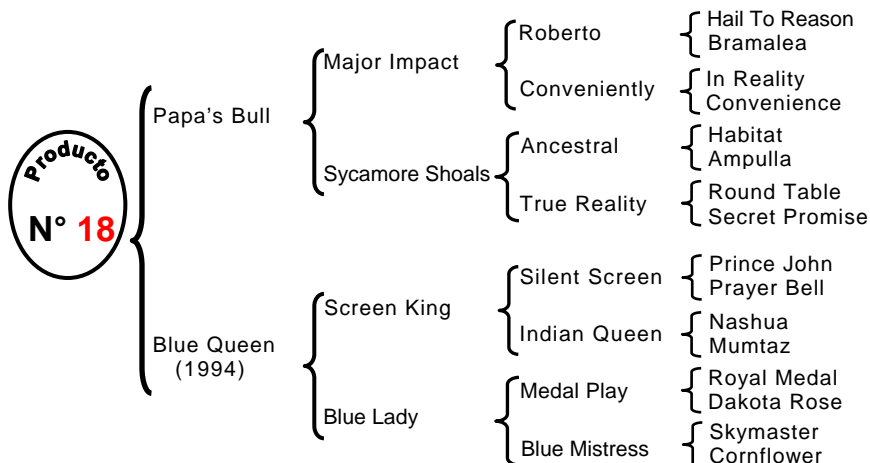 Producto
N° 18
Papa's Bull
Blue Queen
(1994)
Major Impact
Sycamore Shoals
Screen King
Blue Lady
Roberto
Conveniently
Ancestral
True Reality
Silent Screen
Indian Queen
Medal Play
Blue Mistress
Hail To Reason
Bramalea
In Reality
Convenience
Habitat
Ampulla
Round Table
Secret Promise
Prince John
Prayer Bell
Nashua
Mumtaz
Royal Medal
Dakota Rose
Skymaster
Cornflower